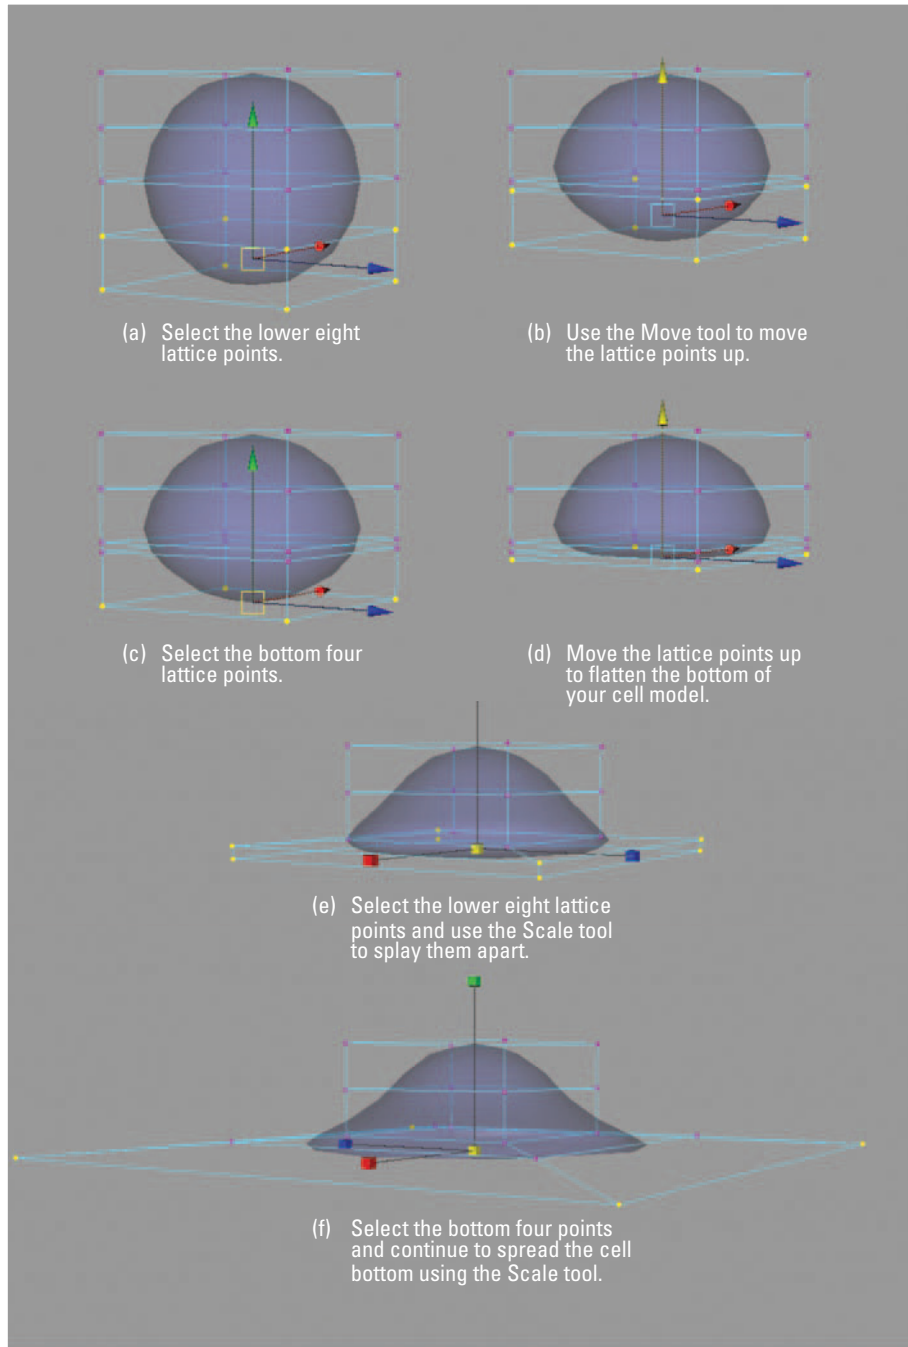 (a) Select the lower eight
lattice points.
(b) Use the Move tool to move
the lattice points up.
(c) Select the bottom four
lattice points.
(d) Move the lattice points up
to flatten the bottom of
your cell model.
(e) Select the lower eight lattice
points and use the Scale tool
to splay them apart.
(f) Select the bottom four points
and continue to spread the cell
bottom using the Scale tool.